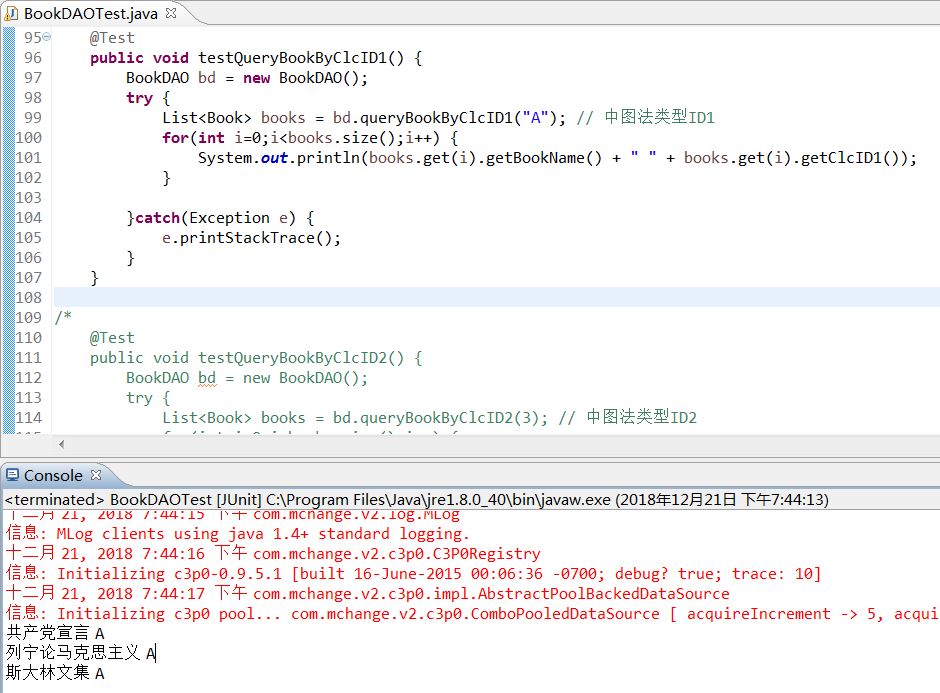 BookDAOTest.java
95 @Test
96 public void testQueryBookByClcID1() {
97 BookDAO bd = new BookDAO();
98 try {
99 List<Book> books = bd.queryBookByClcID1("A"); // 中图法类型ID1
100 for(int i=0;i<books.size();i++) {
101 System.out.println(books.get(i).getBookName() + " " + books.get(i).getClcID1());
102 }
103
104 }catch(Exception e) {
105 e.printStackTrace();
106 }
107 }
108
109 /*
110 @Test
111 public void testQueryBookByClcID2() {
112 BookDAO bd = new BookDAO();
113 try {
114 List<Book> books = bd.queryBookByClcID2(3); // 中图法类型ID2
Console
<terminated> BookDAOTest [JUnit] C:\Program Files\Java\jre1.8.0_40\bin\javaw.exe (2018年12月21日 下午7:44:13)
十二月 21, 2018 7:44:15 下午 com.mchange.v2.log.MLog
信息: MLog clients using java 1.4+ standard logging.
十二月 21, 2018 7:44:16 下午 com.mchange.v2.c3p0.C3P0Registry
信息: Initializing c3p0-0.9.5.1 [built 16-June-2015 00:06:36 -0700; debug? true; trace: 10]
十二月 21, 2018 7:44:17 下午 com.mchange.v2.c3p0.impl.AbstractPoolBackedDataSource
信息: Initializing c3p0 pool... com.mchange.v2.c3p0.ComboPooledDataSource [ acquireIncrement -> 5, acqui
共产党宣言 A
列宁论马克思主义 A
斯大林文集 A